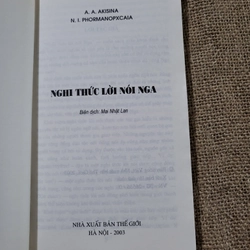 A. A. AKISINA
N. I. PHORMANOPXCAIA
NGHI THỨC LỜI NÓI NGA
Biên dịch: Mai Nhật Lan
NHÀ XUẤT BẢN THẾ GIỚI
HÀ NỘI - 2003